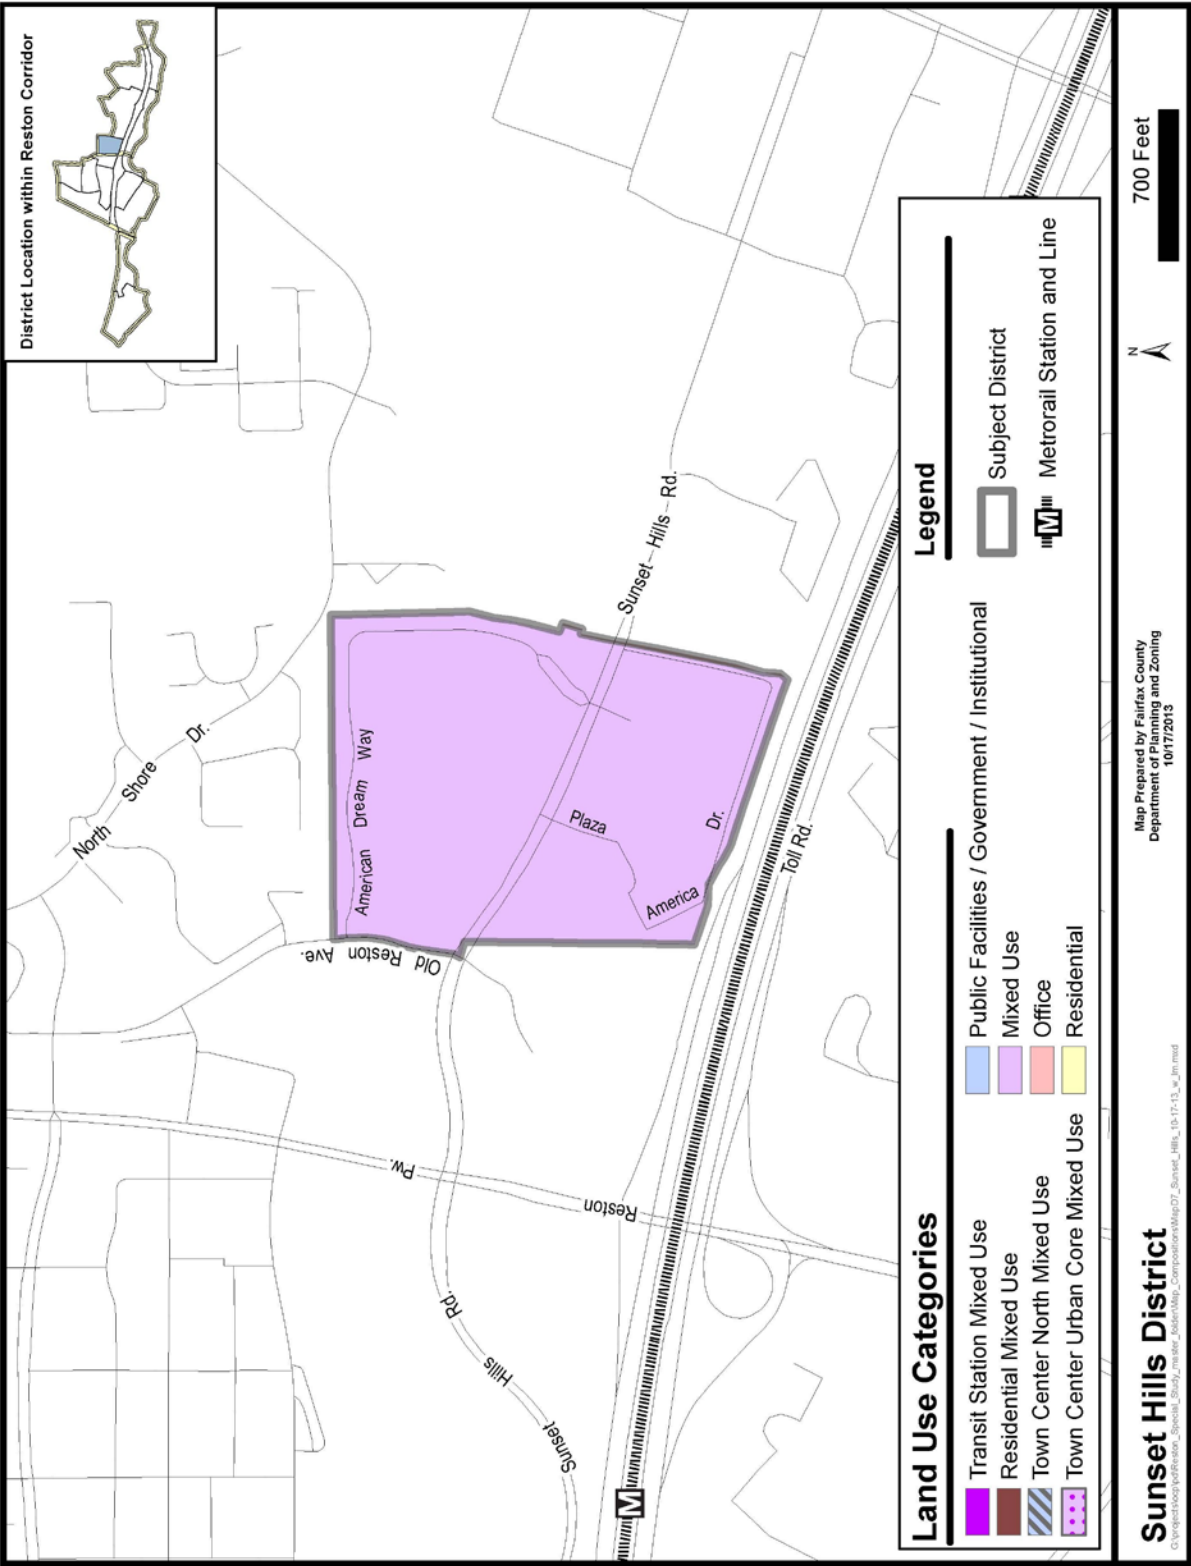 District Location within Reston Corridor
North Shore Dr.
American Dream Way
Old Reston Ave.
Sunset Hills Rd.
Plaza America Dr.
Toll Rd.
Reston Pw.
Sunset Hills Rd.
M
Land Use Categories
Transit Station Mixed Use
Residential Mixed Use
Town Center North Mixed Use
Town Center Urban Core Mixed Use
Public Facilities / Government / Institutional
Mixed Use
Office
Residential
Legend
Subject District
M Metrorail Station and Line
Sunset Hills District
Map Prepared by Fairfax County
Department of Planning and Zoning
10/17/2013
N
700 Feet